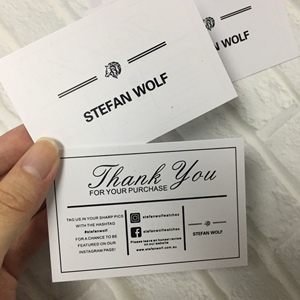 STEFAN WOLF
Thank You
FOR YOUR PURCHASE
TAG US IN YOUR SHARP PICS
WITH THE HASHTAG
#stefanwolf
FOR A CHANCE TO BE
FEATURED ON OUR
INSTAGRAM PAGE!
stefanwolfwatches
stefanwolfwatches
Please leave an honest review
on our website
www.stefanwolf.com.au
STEFAN WOLF